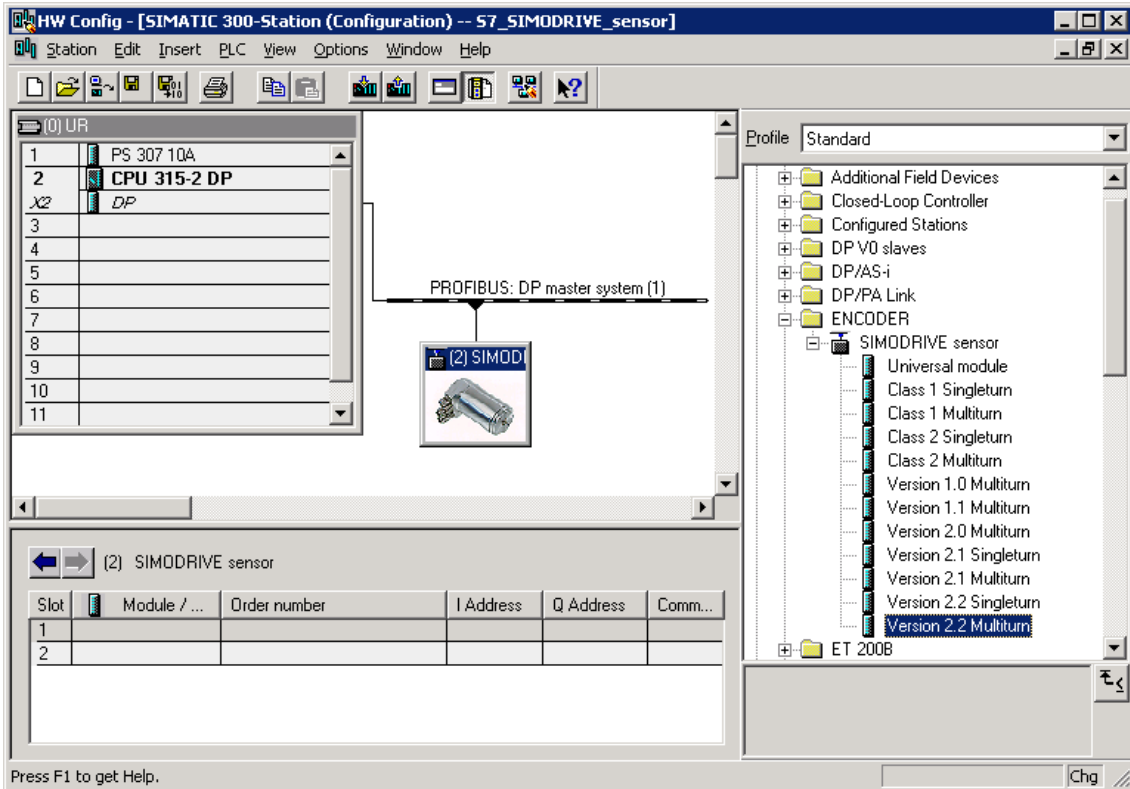 HW Config - [SIMATIC 300-Station (Configuration) -- S7_SIMODRIVE_sensor]
Station Edit Insert PLC View Options Window Help
(0) UR
1 PS 307 10A
2 CPU 315-2 DP
X2 DP
3
4
5
6
7
8
9
10
11
PROFIBUS: DP master system (1)
(2) SIMOD
Profile Standard
Additional Field Devices
Closed-Loop Controller
Configured Stations
DP V0 slaves
DP/AS-i
DP/PA Link
ENCODER
SIMODRIVE sensor
Universal module
Class 1 Singleturn
Class 1 Multiturn
Class 2 Singleturn
Class 2 Multiturn
Version 1.0 Multiturn
Version 1.1 Multiturn
Version 2.0 Multiturn
Version 2.1 Singleturn
Version 2.1 Multiturn
Version 2.2 Singleturn
Version 2.2 Multiturn
ET 200B
(2) SIMODRIVE sensor
Slot Module / ... Order number I Address Q Address Comm...
1
2
Press F1 to get Help.
Chg